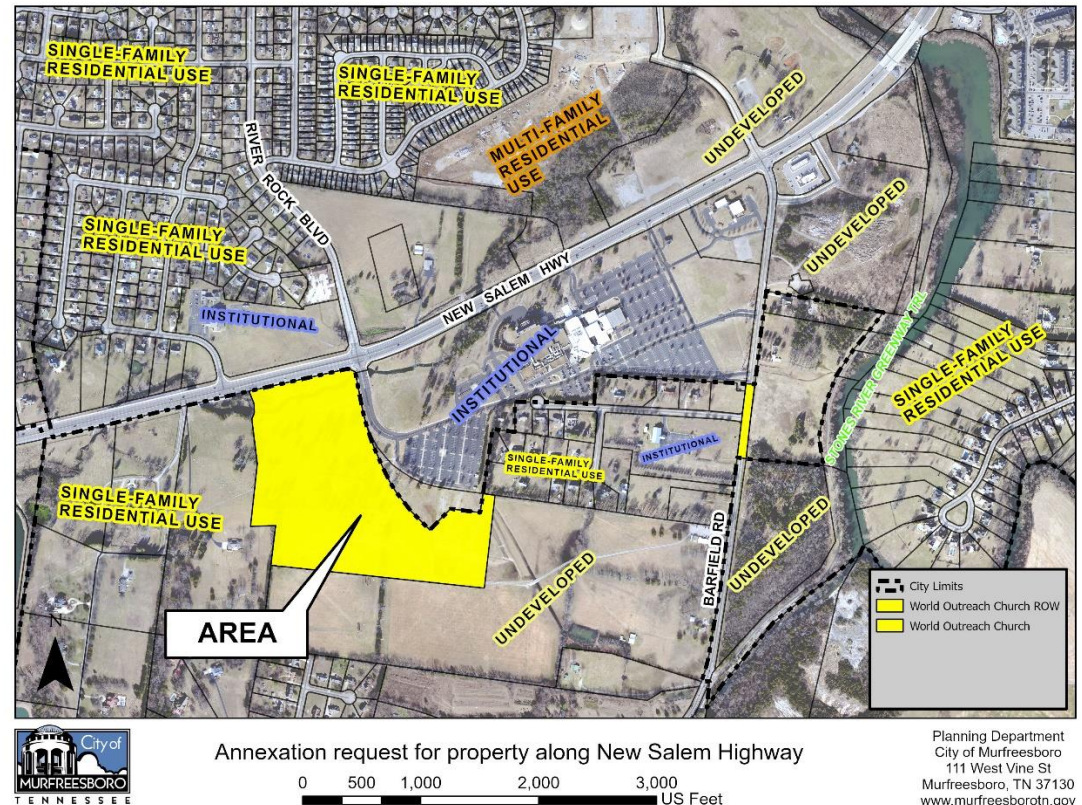 SINGLE-FAMILY
RESIDENTIAL USE
SINGLE-FAMILY
RESIDENTIAL USE
MULTI-FAMILY
RESIDENTIAL
USE
UNDEVELOPED
RIVER ROCK BLVD
UNDEVELOPED
SINGLE-FAMILY
RESIDENTIAL USE
NEW SALEM HWY
INSTITUTIONAL
INSTITUTIONAL
STONES RIVER GREENWAY TRL
SINGLE-FAMILY
RESIDENTIAL USE
SINGLE-FAMILY
RESIDENTIAL USE
INSTITUTIONAL
SINGLE-FAMILY
RESIDENTIAL USE
BARFIELD RD
UNDEVELOPED
UNDEVELOPED
AREA
N
City Limits
World Outreach Church ROW
World Outreach Church
City of
MURFREESBORO
TENNESSEE
Annexation request for property along New Salem Highway
0 500 1,000 2,000 3,000
US Feet
Planning Department
City of Murfreesboro
111 West Vine St
Murfreesboro, TN 37130
www.murfreesborotn.gov